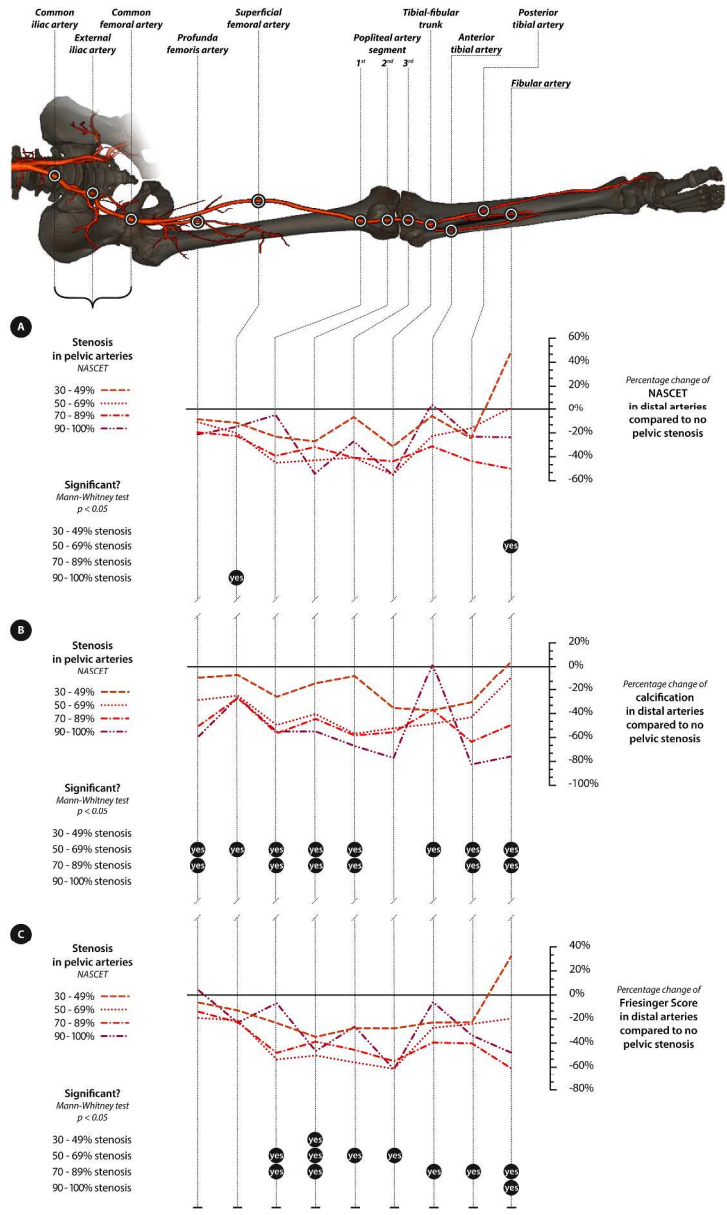 Common
iliac artery
External
iliac artery
Common
femoral artery
Profunda
femoris artery
Superficial
femoral artery
Popliteal artery
segment
1st 2nd 3rd
Tibial-fibular
trunk
Anterior
tibial artery
Posterior
tibial artery
Fibular artery
A
Stenosis
in pelvic arteries
NASCET
30 - 49%
50 - 69%
70 - 89%
90 - 100%
Significant?
Mann-Whitney test
p < 0.05
30 - 49% stenosis
50 - 69% stenosis yes
70 - 89% stenosis
90 - 100% stenosis yes
60%
40%
20%
0%
-20%
-40%
-60%
Percentage change of
NASCET
in distal arteries
compared to no
pelvic stenosis
B
Stenosis
in pelvic arteries
NASCET
30 - 49%
50 - 69%
70 - 89%
90 - 100%
Significant?
Mann-Whitney test
p < 0.05
30 - 49% stenosis
50 - 69% stenosis yes yes yes yes yes yes yes yes
70 - 89% stenosis yes yes yes yes yes yes
90 - 100% stenosis
20%
0%
-20%
-40%
-60%
-80%
-100%
Percentage change of
calcification
in distal arteries
compared to no
pelvic stenosis
C
Stenosis
in pelvic arteries
NASCET
30 - 49%
50 - 69%
70 - 89%
90 - 100%
Significant?
Mann-Whitney test
p < 0.05
30 - 49% stenosis yes
50 - 69% stenosis yes yes yes yes
70 - 89% stenosis yes yes yes yes yes
90 - 100% stenosis yes
40%
20%
0%
-20%
-40%
-60%
-80%
Percentage change of
Friesinger Score
in distal arteries
compared to no
pelvic stenosis